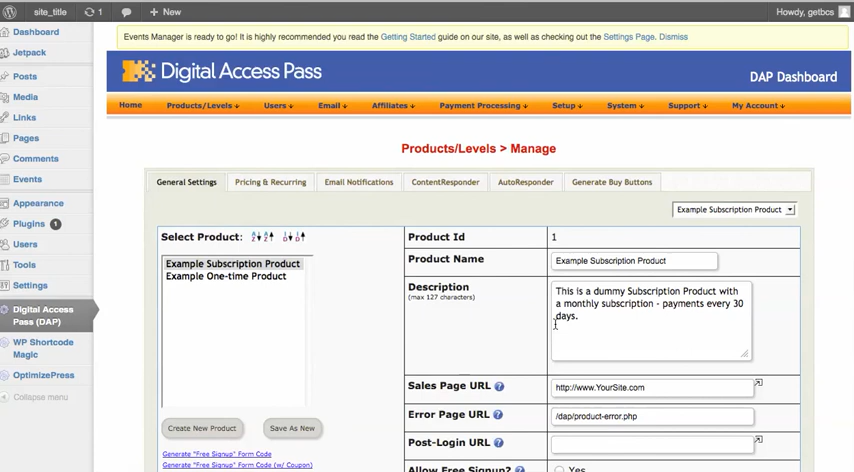 site_title 1 + New Howdy, getbcs
Dashboard
Jetpack
Posts
Media
Links
Pages
Comments
Events
Appearance
Plugins 1
Users
Tools
Settings
Digital Access
Pass (DAP)
WP Shortcode
Magic
OptimizePress
Collapse menu
Events Manager is ready to go! It is highly recommended you read the Getting Started guide on our site, as well as checking out the Settings Page. Dismiss
Digital Access Pass
DAP Dashboard
Home Products/Levels Users Email Affiliates Payment Processing Setup System Support My Account
Products/Levels > Manage
General Settings Pricing & Recurring Email Notifications ContentResponder AutoResponder Generate Buy Buttons
Example Subscription Product
Select Product:
Example Subscription Product
Example One-time Product
Create New Product Save As New
Generate "Free Signup" Form Code
Generate "Free Signup" Form Code (w/ Coupon)
Product Id 1
Product Name Example Subscription Product
Description
(max 127 characters)
This is a dummy Subscription Product with
a monthly subscription - payments every 30
days.
Sales Page URL ? http://www.YourSite.com
Error Page URL ? /dap/product-error.php
Post-Login URL ?
Allow Free Signup? ? Yes